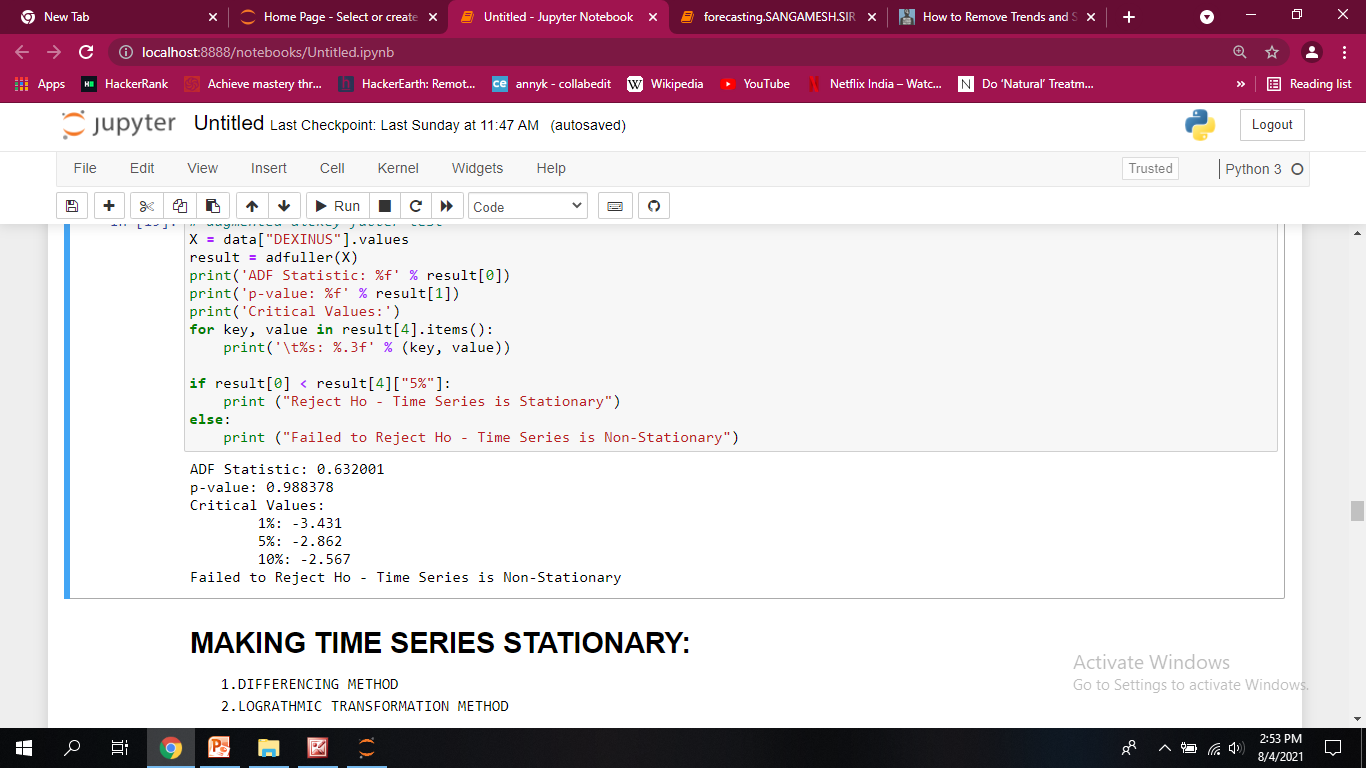 New Tab
Home Page - Select or create
Untitled - Jupyter Notebook
forecasting.SANGAMESH.SIR
How to Remove Trends and S
localhost:8888/notebooks/Untitled.ipynb
Apps
HackerRank
Achieve mastery thr...
HackerEarth: Remot...
ce
annyk - collabedit
W
Wikipedia
YouTube
Netflix India – Watc...
N
Do ‘Natural’ Treatm...
»
Reading list
jupyter
Untitled Last Checkpoint: Last Sunday at 11:47 AM (autosaved)
Logout
File
Edit
View
Insert
Cell
Kernel
Widgets
Help
Trusted
Python 3
Run
Code
X = data["DEXINUS"].values
result = adfuller(X)
print('ADF Statistic: %f' % result[0])
print('p-value: %f' % result[1])
print('Critical Values:')
for key, value in result[4].items():
    print('\t%s: %.3f' % (key, value))
if result[0] < result[4]["5%"]:
    print ("Reject Ho - Time Series is Stationary")
else:
    print ("Failed to Reject Ho - Time Series is Non-Stationary")
ADF Statistic: 0.632001
p-value: 0.988378
Critical Values:
        1%: -3.431
        5%: -2.862
        10%: -2.567
Failed to Reject Ho - Time Series is Non-Stationary
MAKING TIME SERIES STATIONARY:
1.DIFFERENCING METHOD
2.LOGRATHMIC TRANSFORMATION METHOD
Activate Windows
Go to Settings to activate Windows.
2:53 PM
8/4/2021